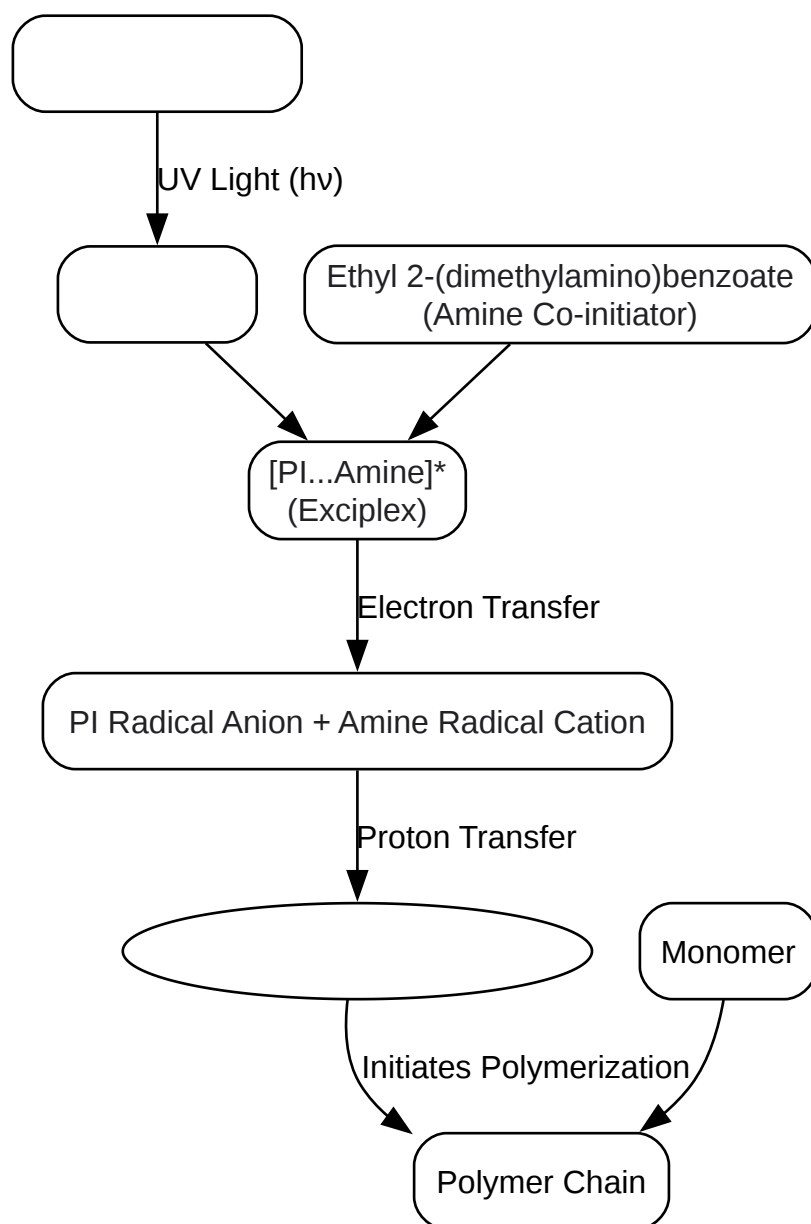 UV Light (hν)
Ethyl 2-(dimethylamino)benzoate
(Amine Co-initiator)
[PI...Amine]*
(Exciplex)
Electron Transfer
PI Radical Anion + Amine Radical Cation
Proton Transfer
Monomer
Initiates Polymerization
Polymer Chain